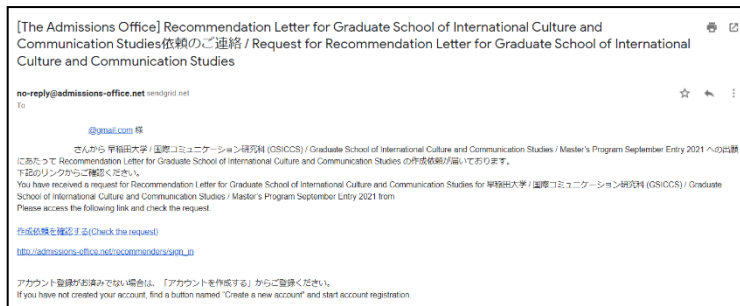 [The Admissions Office] Recommendation Letter for Graduate School of International Culture and
Communication Studies依頼のご連絡 / Request for Recommendation Letter for Graduate School of International
Culture and Communication Studies
no-reply@admissions-office.net sendgrid.net
To
@gmail.com 様
さんから 早稲田大学 / 国際コミュニケーション研究科 (GSICCS) / Graduate School of International Culture and Communication Studies / Master's Program September Entry 2021 への出願
にあたって Recommendation Letter for Graduate School of International Culture and Communication Studies の作成依頼が届いております。
下記のリンクからご確認ください。
You have received a request for Recommendation Letter for Graduate School of International Culture and Communication Studies for 早稲田大学 / 国際コミュニケーション研究科 (GSICCS) / Graduate
School of International Culture and Communication Studies / Master's Program September Entry 2021 from
Please access the following link and check the request.
作成依頼を確認する(Check the request)
http://admissions-office.net/recommenders/sign_in
アカウント登録がお済みでない場合は、「アカウントを作成する」からご登録ください。
If you have not created your account, find a button named "Create a new account" and start account registration